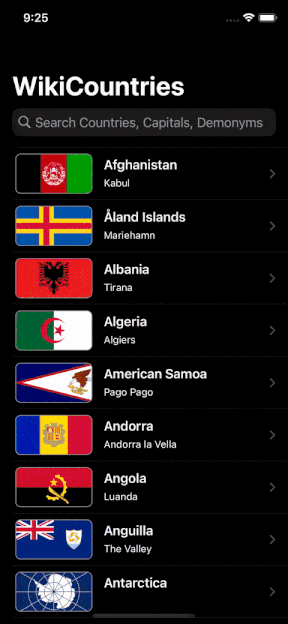 9:25
WikiCountries
Search Countries, Capitals, Demonyms
Afghanistan
Kabul
Åland Islands
Mariehamn
Albania
Tirana
Algeria
Algiers
American Samoa
Pago Pago
Andorra
Andorra la Vella
Angola
Luanda
Anguilla
The Valley
Antarctica